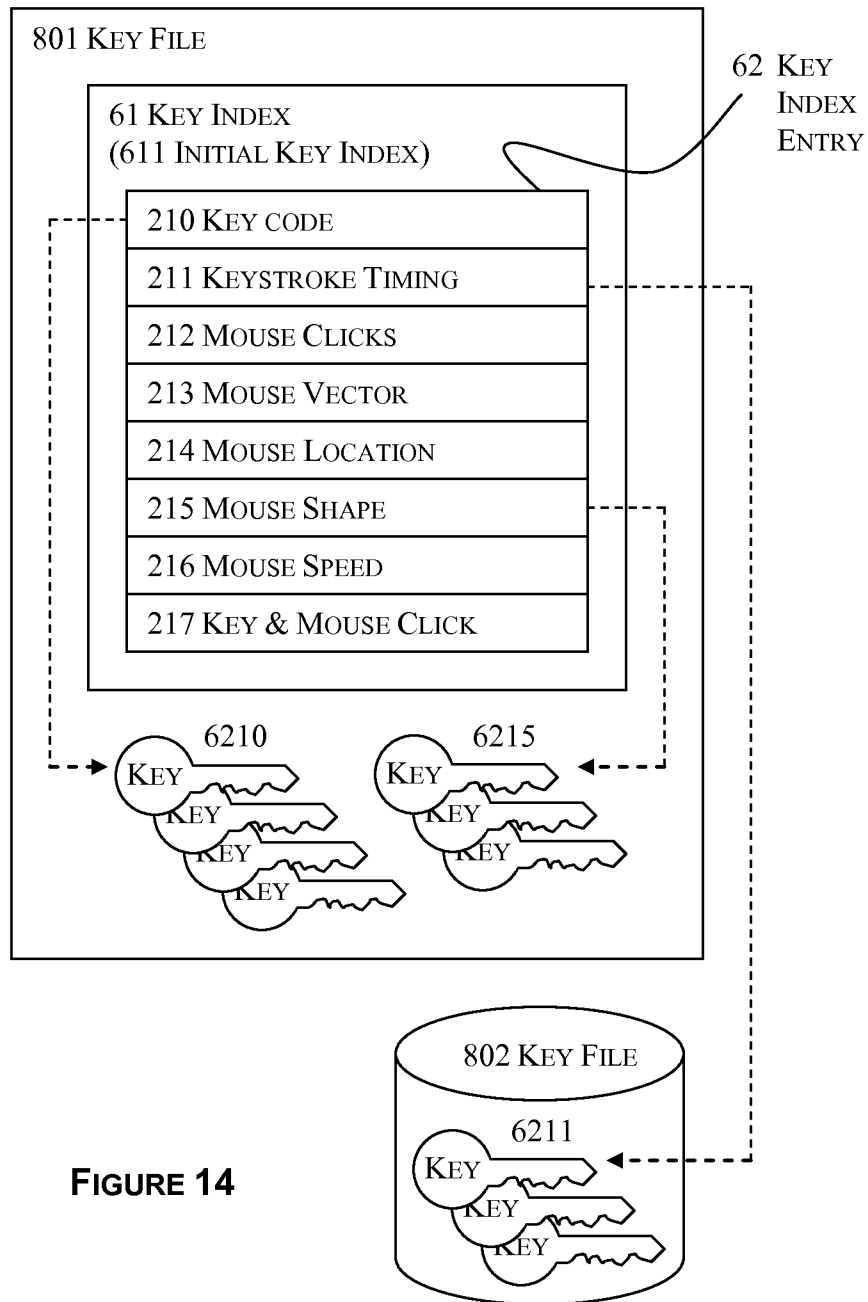 801 KEY FILE
62 KEY
INDEX
ENTRY
61 KEY INDEX
(611 INITIAL KEY INDEX)
210 KEY CODE
211 KEYSTROKE TIMING
212 MOUSE CLICKS
213 MOUSE VECTOR
214 MOUSE LOCATION
215 MOUSE SHAPE
216 MOUSE SPEED
217 KEY & MOUSE CLICK
6210
KEY
KEY
KEY
KEY
6215
KEY
KEY
KEY
802 KEY FILE
6211
KEY
KEY
KEY
FIGURE 14